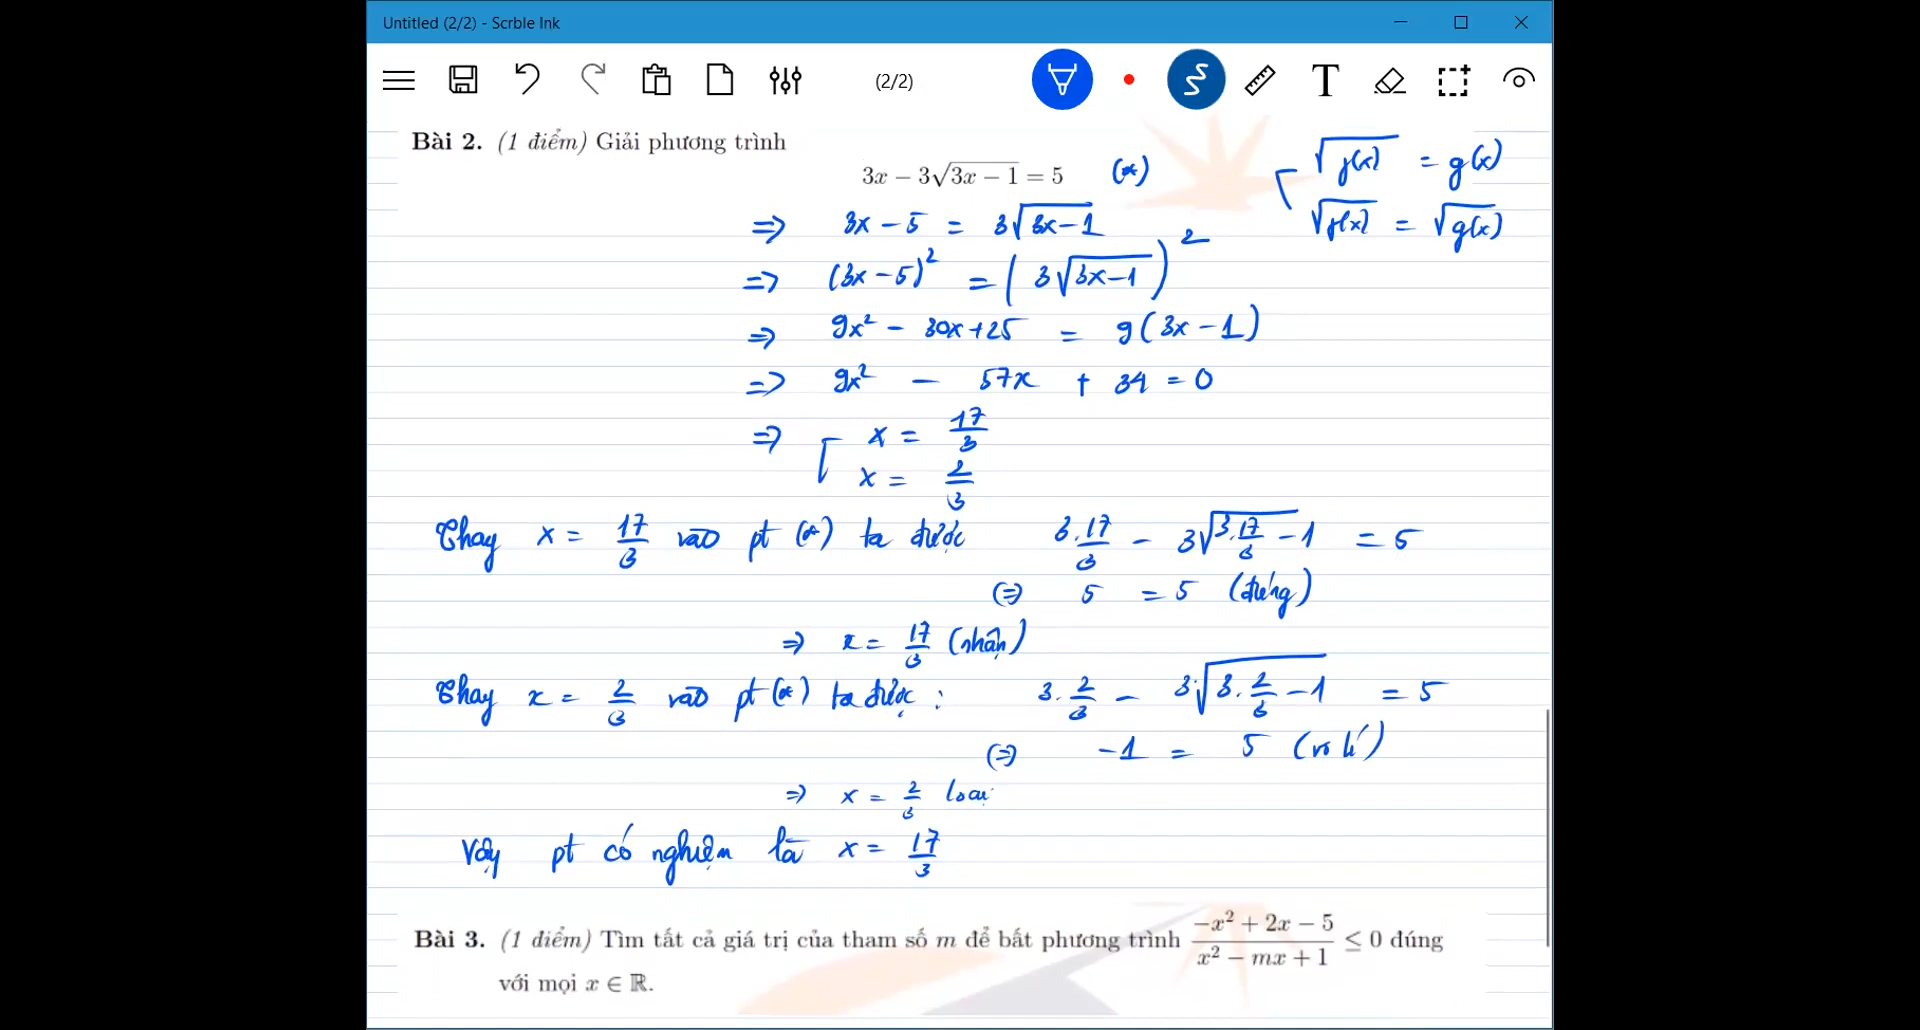 Untitled (2/2) - Scrble Ink
(2/2)
T
Bài 2. (1 điểm) Giải phương trình
3x − 3√(3x − 1) = 5 (*)
√f(x) = g(x)
√f(x) = √g(x)
=> 3x − 5 = 3√(3x−1)
=> (3x − 5)² = (3√(3x−1))²
=> 9x² − 30x + 25 = 9(3x − 1)
=> 9x² − 57x + 34 = 0
=> [ x = 17/3
x = 2/3
Thay x = 17/3 vào pt (*) ta được 3.17/3 − 3√(3.17/3 − 1) = 5
(=) 5 = 5 (đúng)
=> x = 17/3 (nhận)
Thay x = 2/3 vào pt (*) ta được : 3.2/3 − 3√(3.2/3 − 1) = 5
(=) −1 = 5 (vô lí)
=> x = 2/3 loại
Vậy pt có nghiệm là x = 17/3
Bài 3. (1 điểm) Tìm tất cả giá trị của tham số m để bất phương trình (−x² + 2x − 5)/(x² − mx + 1) ≤ 0 đúng
với mọi x ∈ ℝ.